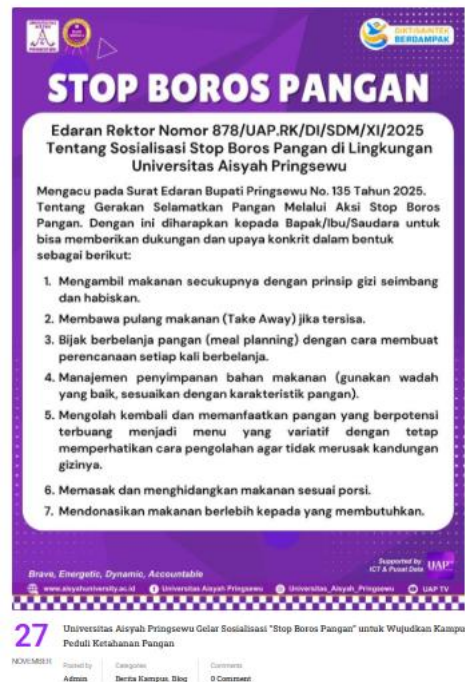 UNIVERSITAS
AISYAH
PRINGSEWU
DIKTISAINTEK
BERDAMPAK
STOP BOROS PANGAN
Edaran Rektor Nomor 878/UAP.RK/DI/SDM/XI/2025
Tentang Sosialisasi Stop Boros Pangan di Lingkungan
Universitas Aisyah Pringsewu
Mengacu pada Surat Edaran Bupati Pringsewu No. 135 Tahun 2025.
Tentang Gerakan Selamatkan Pangan Melalui Aksi Stop Boros
Pangan. Dengan ini diharapkan kepada Bapak/Ibu/Saudara untuk
bisa memberikan dukungan dan upaya konkrit dalam bentuk
sebagai berikut:
1. Mengambil makanan secukupnya dengan prinsip gizi seimbang
dan habiskan.
2. Membawa pulang makanan (Take Away) jika tersisa.
3. Bijak berbelanja pangan (meal planning) dengan cara membuat
perencanaan setiap kali berbelanja.
4. Manajemen penyimpanan bahan makanan (gunakan wadah
yang baik, sesuaikan dengan karakteristik pangan).
5. Mengolah kembali dan memanfaatkan pangan yang berpotensi
terbuang menjadi menu yang variatif dengan tetap
memperhatikan cara pengolahan agar tidak merusak kandungan
gizinya.
6. Memasak dan menghidangkan makanan sesuai porsi.
7. Mendonasikan makanan berlebih kepada yang membutuhkan.
Brave, Energetic, Dynamic, Accountable
Supported by
ICT & Pusat Data
UAP
www.aisyahuniversity.ac.id Universitas Aisyah Pringsewu Universitas_Aisyah_Pringsewu UAP TV
27
NOVEMBER
Universitas Aisyah Pringsewu Gelar Sosialisasi "Stop Boros Pangan" untuk Wujudkan Kampu
Peduli Ketahanan Pangan
Posted by Categories Comments
Admin Berita Kampus, Blog 0 Comment